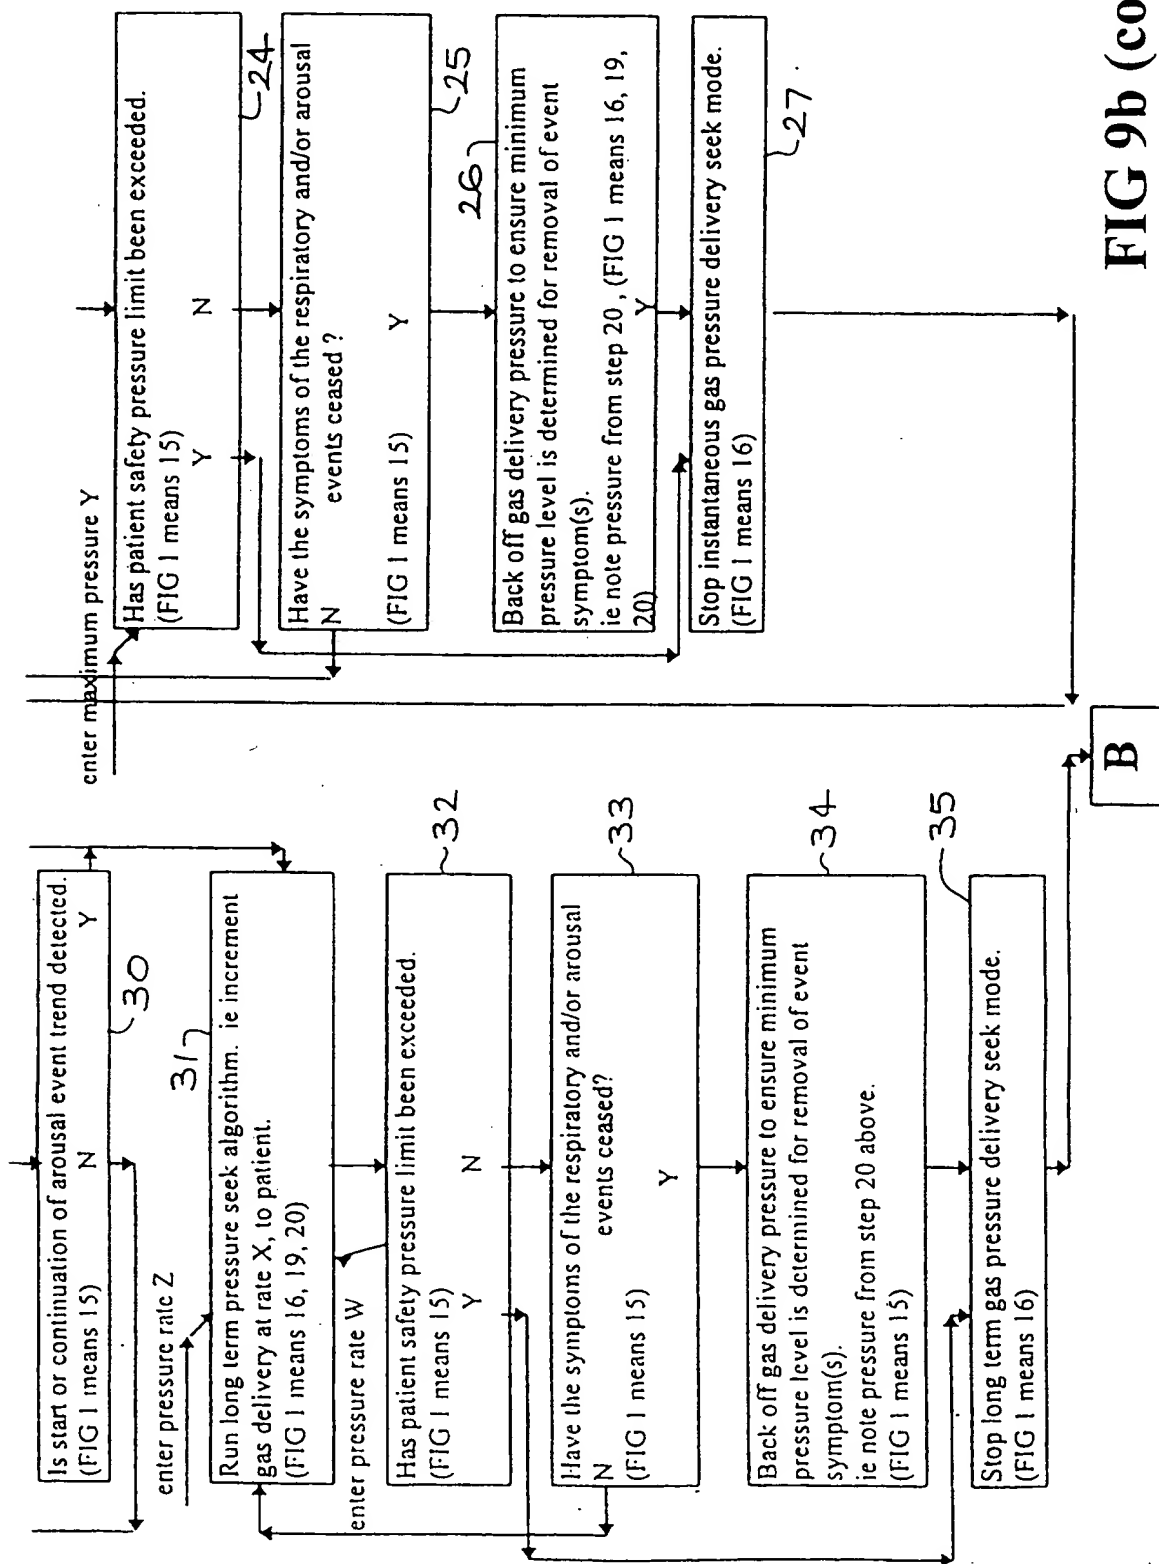 Is start or continuation of arousal event trend detected.
(FIG 1 means 15)
N
Y
30
enter pressure rate Z
31
Run long term pressure seek algorithm. ie increment
gas delivery at rate X, to patient.
(FIG 1 means 16, 19, 20)
enter pressure rate W
32
Has patient safety pressure limit been exceeded.
(FIG 1 means 15)
Y
N
33
Have the symptoms of the respiratory and/or arousal
N
events ceased?
(FIG 1 means 15)
Y
34
Back off gas delivery pressure to ensure minimum
pressure level is determined for removal of event
symptom(s).
ie note pressure from step 20 above.
(FIG 1 means 15)
35
Stop long term gas pressure delivery seek mode.
(FIG 1 means 16)
B
enter maximum pressure Y
Has patient safety pressure limit been exceeded.
(FIG 1 means 15)
Y
N
24
Have the symptoms of the respiratory and/or arousal
N
events ceased ?
(FIG 1 means 15)
Y
25
26
Back off gas delivery pressure to ensure minimum
pressure level is determined for removal of event
symptom(s).
ie note pressure from step 20 , (FIG 1 means 16, 19,
20)
Y
Stop instantaneous gas pressure delivery seek mode.
(FIG 1 means 16)
27
FIG 9b (co